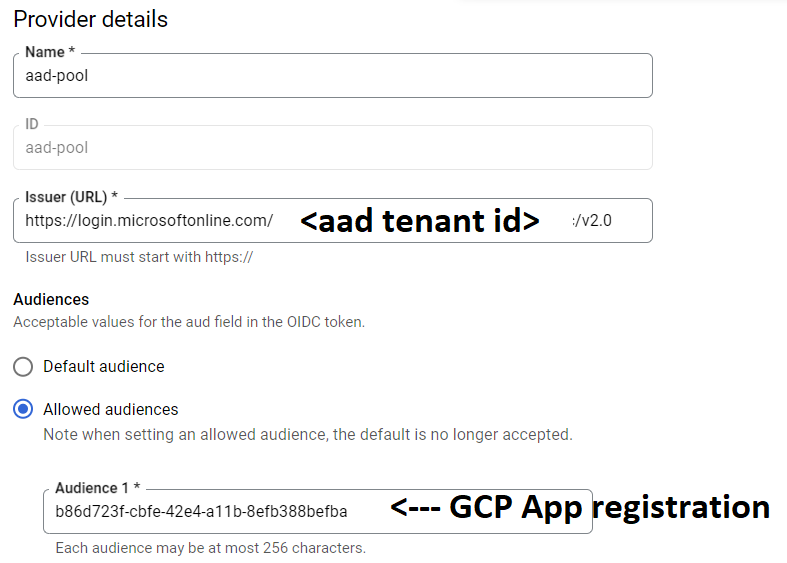 Provider details
Name *
aad-pool
ID
aad-pool
Issuer (URL) *
https://login.microsoftonline.com/ <aad tenant id> :/v2.0
Issuer URL must start with https://
Audiences
Acceptable values for the aud field in the OIDC token.
Default audience
Allowed audiences
Note when setting an allowed audience, the default is no longer accepted.
Audience 1 *
b86d723f-cbfe-42e4-a11b-8efb388befba <--- GCP App registration
Each audience may be at most 256 characters.